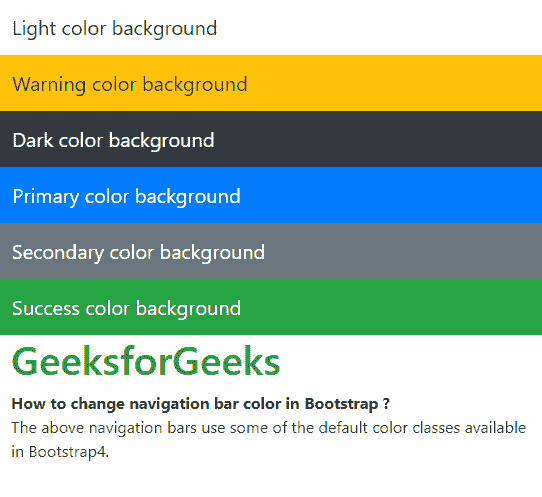 Light color background
Warning color background
Dark color background
Primary color background
Secondary color background
Success color background
GeeksforGeeks
How to change navigation bar color in Bootstrap ?
The above navigation bars use some of the default color classes available
in Bootstrap4.